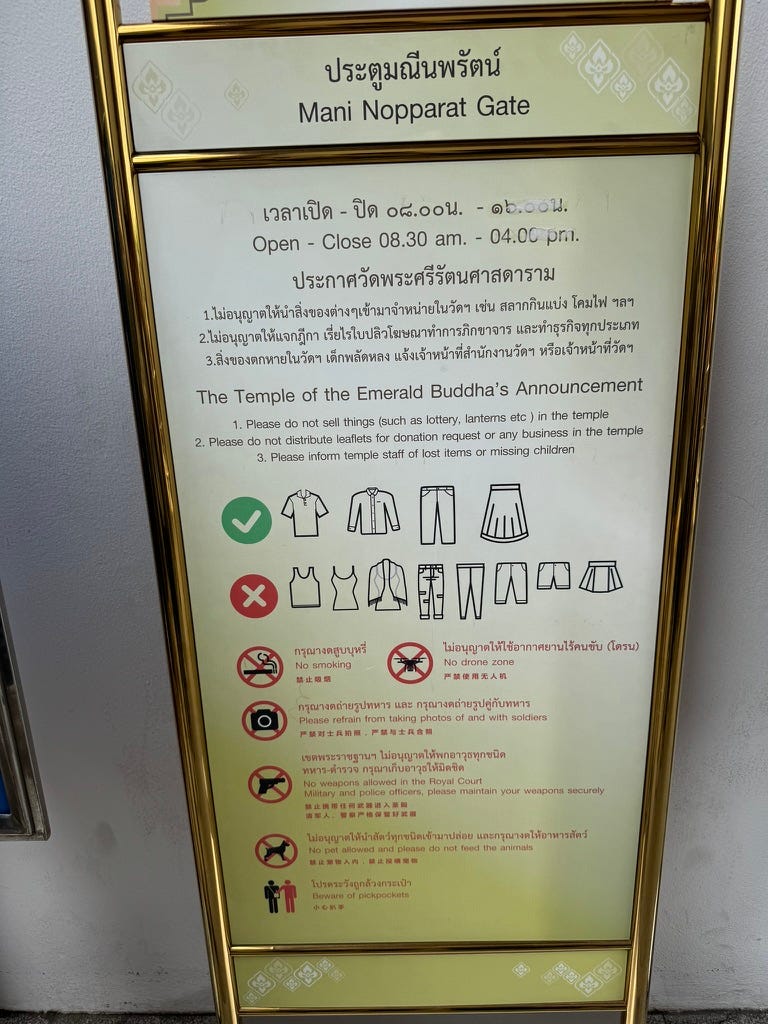 ประตูมณีนพรัตน์
Mani Nopparat Gate
เวลาเปิด - ปิด ๐๘.๐๐น. - ๑๖.๐๐น.
Open - Close 08.30 am. - 04.00 pm.
ประกาศวัดพระศรีรัตนศาสดาราม
1.ไม่อนุญาตให้นำสิ่งของต่างๆเข้ามาจำหน่ายในวัดฯ เช่น สลากกินแบ่ง โคมไฟ ฯลฯ
2.ไม่อนุญาตให้แจกฎีกา เรี่ยไรใบปลิวโฆษณาทำการภิกขาจาร และทำธุรกิจทุกประเภท
3.สิ่งของตกหายในวัดฯ เด็กพลัดหลง แจ้งเจ้าหน้าที่สำนักงานวัดฯ หรือเจ้าหน้าที่วัดฯ
The Temple of the Emerald Buddha's Announcement
1. Please do not sell things (such as lottery, lanterns etc ) in the temple
2. Please do not distribute leaflets for donation request or any business in the temple
3. Please inform temple staff of lost items or missing children
กรุณางดสูบบุหรี่
No smoking
禁止吸烟
ไม่อนุญาตให้ใช้อากาศยานไร้คนขับ (โดรน)
No drone zone
严禁使用无人机
กรุณางดถ่ายรูปทหาร และ กรุณางดถ่ายรูปคู่กับทหาร
Please refrain from taking photos of and with soldiers
严禁对士兵拍照，严禁与士兵合照
เขตพระราชฐานฯ ไม่อนุญาตให้พกอาวุธทุกชนิด
ทหาร-ตำรวจ กรุณาเก็บอาวุธให้มิดชิด
No weapons allowed in the Royal Court
Military and police officers, please maintain your weapons securely
禁止携带任何武器进入皇殿
请军人、警察严格保管好武器
ไม่อนุญาตให้นำสัตว์ทุกชนิดเข้ามาปล่อย และกรุณางดให้อาหารสัตว์
No pet allowed and please do not feed the animals
禁止宠物入内，禁止投喂宠物
โปรดระวังถูกล้วงกระเป๋า
Beware of pickpockets
小心扒手